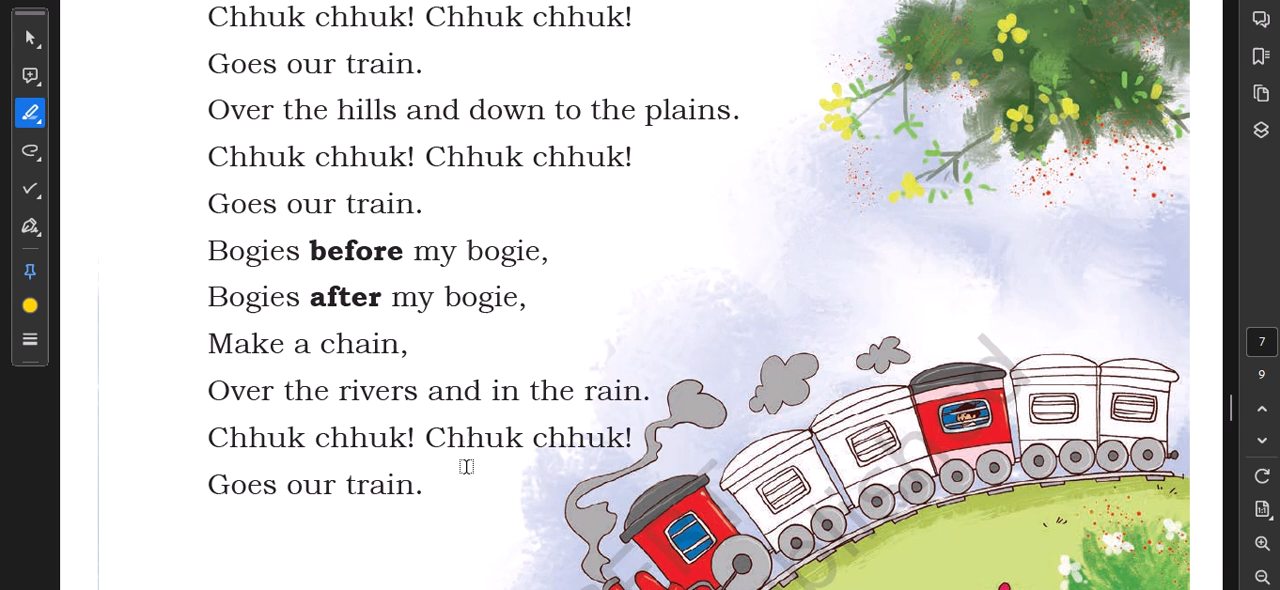 Chhuk chhuk! Chhuk chhuk!
Goes our train.
Over the hills and down to the plains.
Chhuk chhuk! Chhuk chhuk!
Goes our train.
Bogies before my bogie,
Bogies after my bogie,
Make a chain,
Over the rivers and in the rain.
Chhuk chhuk! Chhuk chhuk!
Goes our train.
7
9